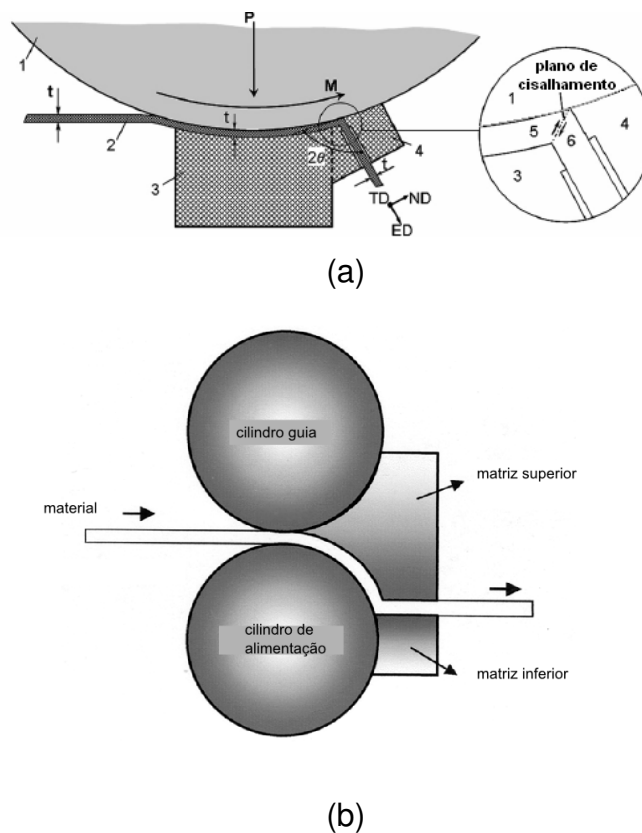 P
1
M
t
t
2
3
2θ
4
t
TD
ND
ED
plano de
cisalhamento
1
5
6
4
3
(a)
cilindro guia
matriz superior
material
cilindro de
alimentação
matriz inferior
(b)